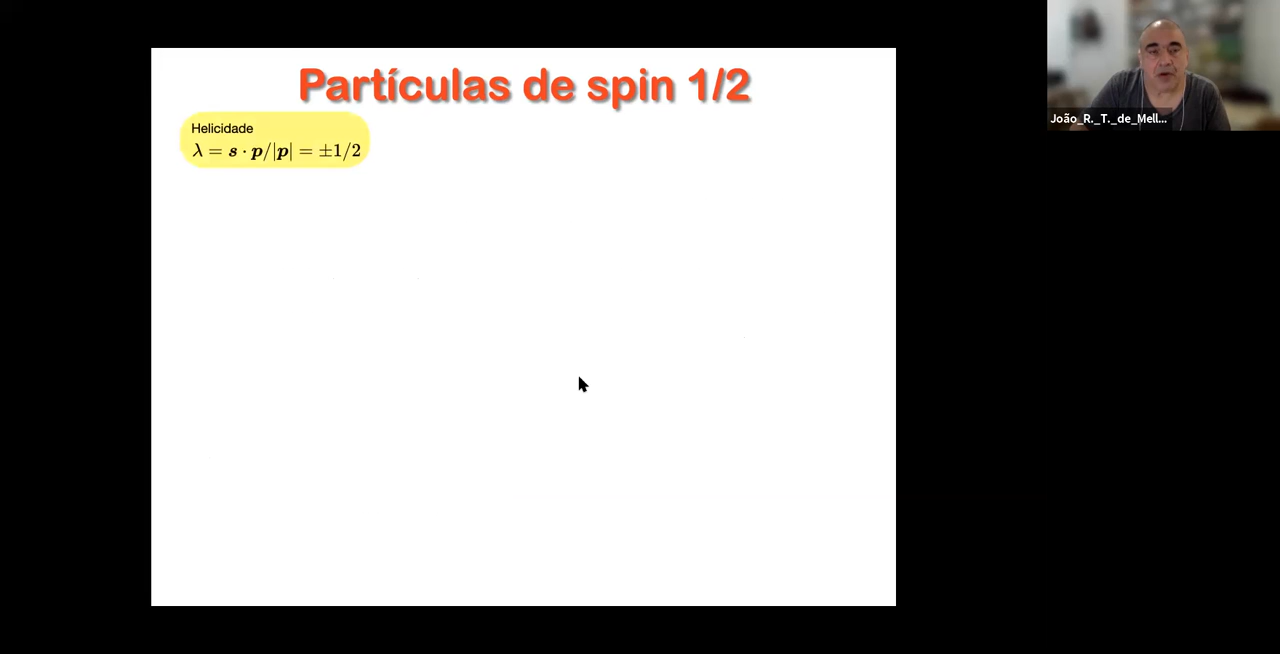 Partículas de spin 1/2
Helicidade
λ = s · p/|p| = ±1/2
João_R._T._de_Mell...